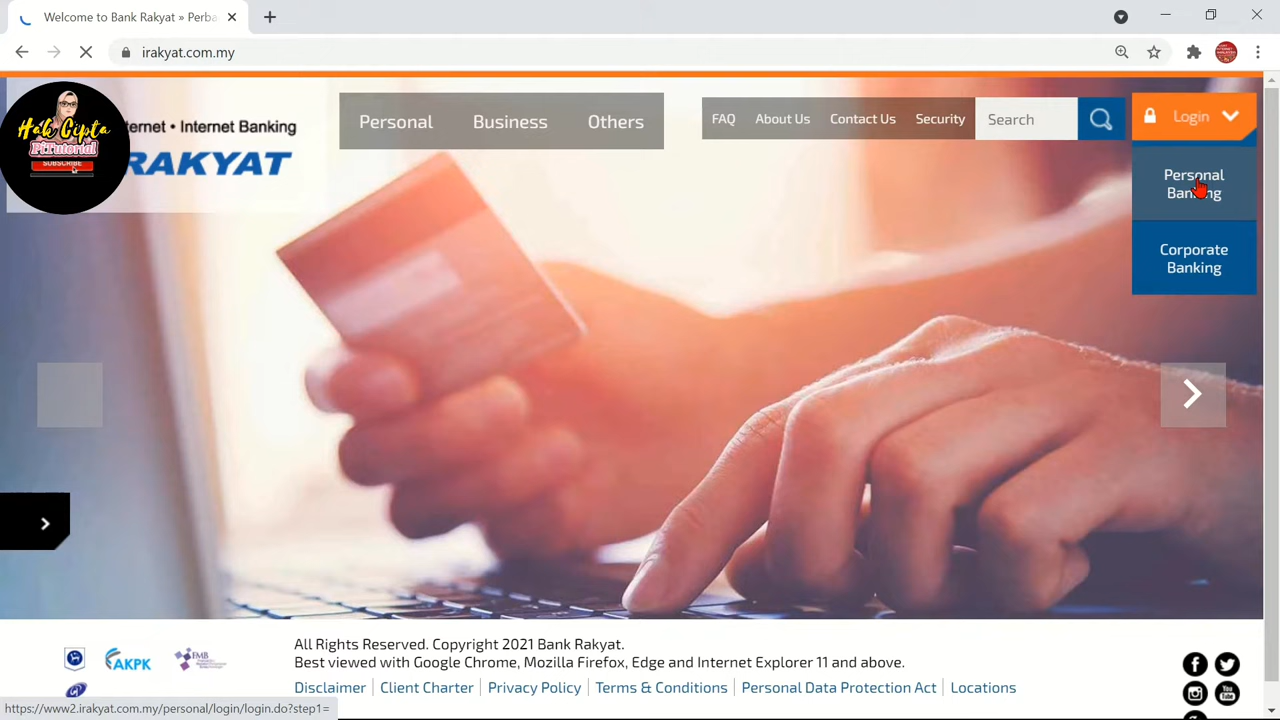 Welcome to Bank Rakyat » Perba
irakyat.com.my
Hak Cipta
PiTutorial
SUBSCRIBE
ternet • Internet Banking
RAKYAT
Personal Business Others
FAQ About Us Contact Us Security Search
Login
Personal
Banking
Corporate
Banking
All Rights Reserved. Copyright 2021 Bank Rakyat.
Best viewed with Google Chrome, Mozilla Firefox, Edge and Internet Explorer 11 and above.
AKPK
Disclaimer Client Charter Privacy Policy Terms & Conditions Personal Data Protection Act Locations
https://www2.irakyat.com.my/personal/login/login.do?step1=